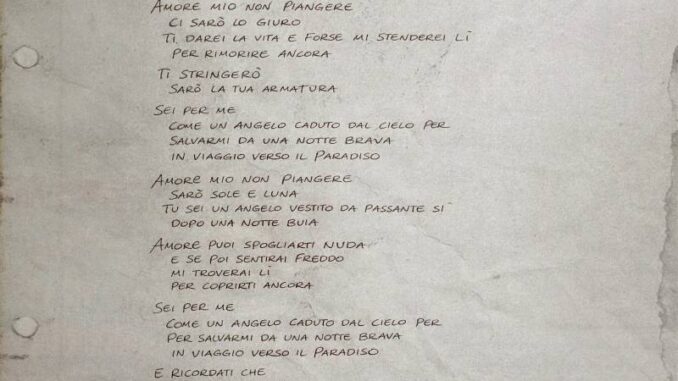 AMORE MIO NON PIANGERE
CI SARÒ LO GIURO
TI DAREI LA VITA E FORSE MI STENDEREI LÌ
PER RIMORIRE ANCORA
TI STRINGERÒ
SARÒ LA TUA ARMATURA
SEI PER ME
COME UN ANGELO CADUTO DAL CIELO PER
SALVARMI DA UNA NOTTE BRAVA
IN VIAGGIO VERSO IL PARADISO
AMORE MIO NON PIANGERE
SARÒ SOLE E LUNA
TU SEI UN ANGELO VESTITO DA PASSANTE SÌ
DOPO UNA NOTTE BUIA
AMORE PUOI SPOGLIARTI NUDA
E SE POI SENTIRAI FREDDO
MI TROVERAI LÌ
PER COPRIRTI ANCORA
SEI PER ME
COME UN ANGELO CADUTO DAL CIELO PER
PER SALVARMI DA UNA NOTTE BRAVA
IN VIAGGIO VERSO IL PARADISO
E RICORDATI CHE